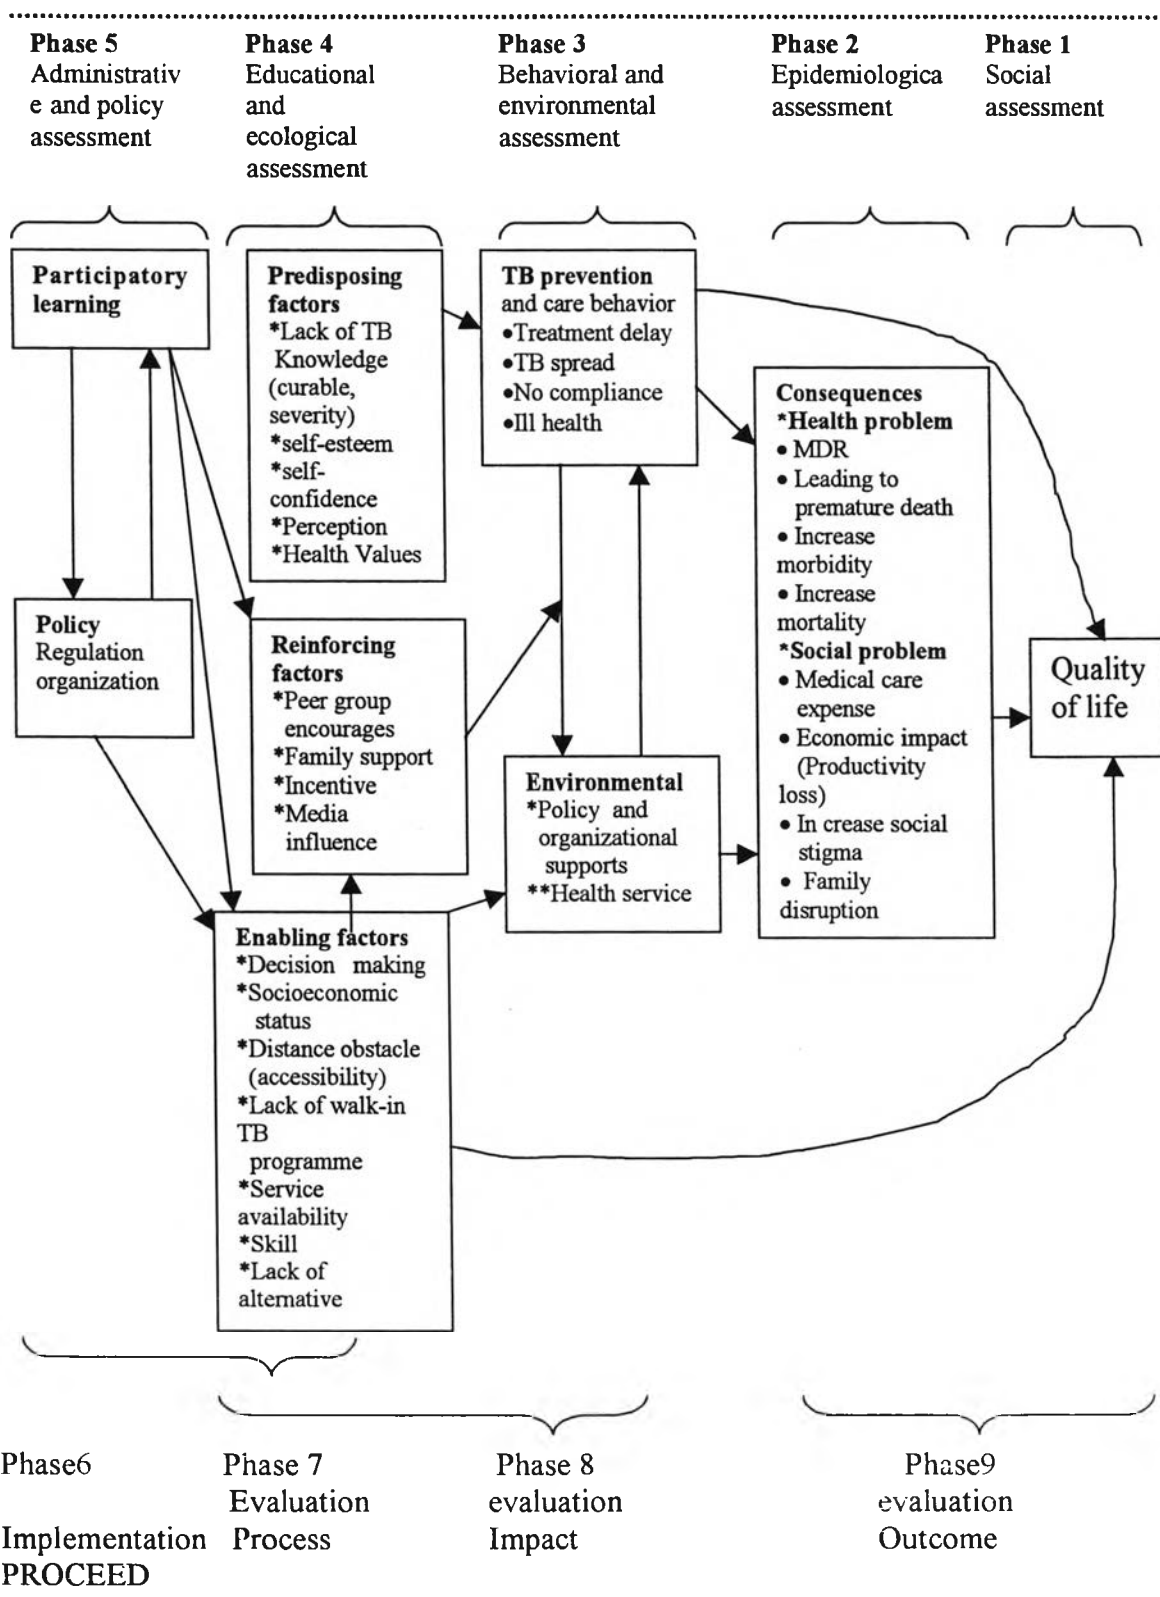 Phase 5
Administrativ
e and policy
assessment
Phase 4
Educational
and
ecological
assessment
Phase 3
Behavioral and
environmental
assessment
Phase 2
Epidemiologica
assessment
Phase 1
Social
assessment
Participatory
learning
Policy
Regulation
organization
Predisposing
factors
*Lack of TB
Knowledge
(curable,
severity)
*self-esteem
*self-
confidence
*Perception
*Health Values
Reinforcing
factors
*Peer group
encourages
*Family support
*Incentive
*Media
influence
Enabling factors
*Decision making
*Socioeconomic
status
*Distance obstacle
(accessibility)
*Lack of walk-in
TB
programme
*Service
availability
*Skill
*Lack of
alternative
TB prevention
and care behavior
•Treatment delay
•TB spread
•No compliance
•Ill health
Environmental
*Policy and
organizational
supports
**Health service
Consequences
*Health problem
• MDR
• Leading to
premature death
• Increase
morbidity
• Increase
mortality
*Social problem
• Medical care
expense
• Economic impact
(Productivity
loss)
• In crease social
stigma
• Family
disruption
Quality
of life
Phase6
Implementation
PROCEED
Phase 7
Evaluation
Process
Phase 8
evaluation
Impact
Phase9
evaluation
Outcome